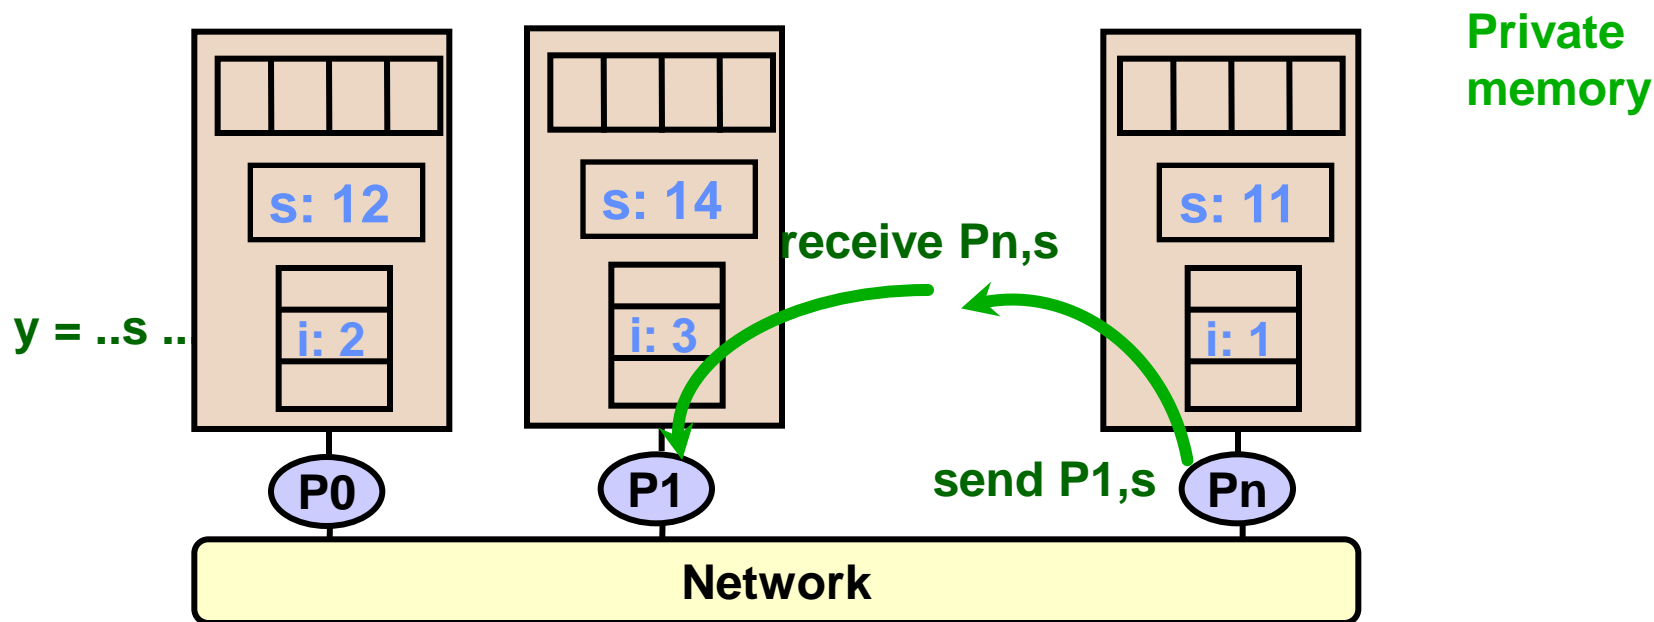 Private
memory
s: 12
s: 14
s: 11
receive Pn,s
y = ..s ..
i: 2
i: 3
i: 1
P0
P1
send P1,s
Pn
Network